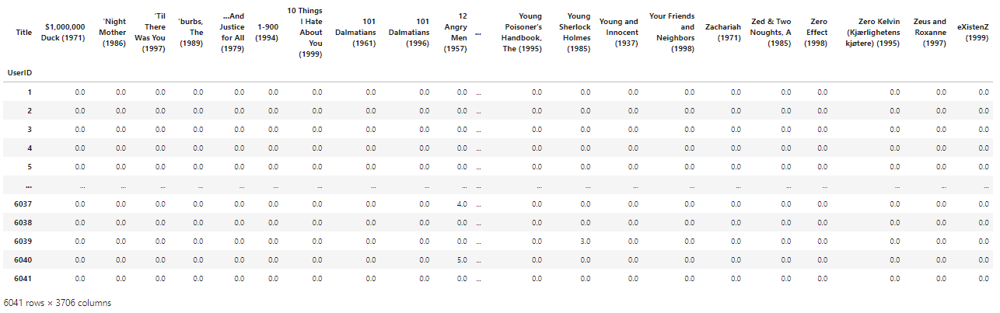 Title
$1,000,000
Duck (1971)
'Night
Mother
(1986)
'Til
There
Was You
(1997)
'burbs,
The
(1989)
...And
Justice
for All
(1979)
1-900
(1994)
10 Things
I Hate
About
You
(1999)
101
Dalmatians
(1961)
101
Dalmatians
(1996)
12
Angry
Men
(1957)
...
Young
Poisoner's
Handbook,
The (1995)
Young
Sherlock
Holmes
(1985)
Young and
Innocent
(1937)
Your Friends
and
Neighbors
(1998)
Zachariah
(1971)
Zed & Two
Noughts, A
(1985)
Zero
Effect
(1998)
Zero Kelvin
(Kjærlighetens
kjøtere) (1995)
Zeus and
Roxanne
(1997)
eXistenZ
(1999)
UserID
1 0.0 0.0 0.0 0.0 0.0 0.0 0.0 0.0 0.0 0.0 ... 0.0 0.0 0.0 0.0 0.0 0.0 0.0 0.0 0.0 0.0
2 0.0 0.0 0.0 0.0 0.0 0.0 0.0 0.0 0.0 0.0 ... 0.0 0.0 0.0 0.0 0.0 0.0 0.0 0.0 0.0 0.0
3 0.0 0.0 0.0 0.0 0.0 0.0 0.0 0.0 0.0 0.0 ... 0.0 0.0 0.0 0.0 0.0 0.0 0.0 0.0 0.0 0.0
4 0.0 0.0 0.0 0.0 0.0 0.0 0.0 0.0 0.0 0.0 ... 0.0 0.0 0.0 0.0 0.0 0.0 0.0 0.0 0.0 0.0
5 0.0 0.0 0.0 0.0 0.0 0.0 0.0 0.0 0.0 0.0 ... 0.0 0.0 0.0 0.0 0.0 0.0 0.0 0.0 0.0 0.0
... ... ... ... ... ... ... ... ... ... ... ... ... ... ... ... ... ... ... ... ... ...
6037 0.0 0.0 0.0 0.0 0.0 0.0 0.0 0.0 0.0 4.0 ... 0.0 0.0 0.0 0.0 0.0 0.0 0.0 0.0 0.0 0.0
6038 0.0 0.0 0.0 0.0 0.0 0.0 0.0 0.0 0.0 0.0 ... 0.0 0.0 0.0 0.0 0.0 0.0 0.0 0.0 0.0 0.0
6039 0.0 0.0 0.0 0.0 0.0 0.0 0.0 0.0 0.0 0.0 ... 0.0 3.0 0.0 0.0 0.0 0.0 0.0 0.0 0.0 0.0
6040 0.0 0.0 0.0 0.0 0.0 0.0 0.0 0.0 0.0 5.0 ... 0.0 0.0 0.0 0.0 0.0 0.0 0.0 0.0 0.0 0.0
6041 0.0 0.0 0.0 0.0 0.0 0.0 0.0 0.0 0.0 0.0 ... 0.0 0.0 0.0 0.0 0.0 0.0 0.0 0.0 0.0 0.0
6041 rows × 3706 columns